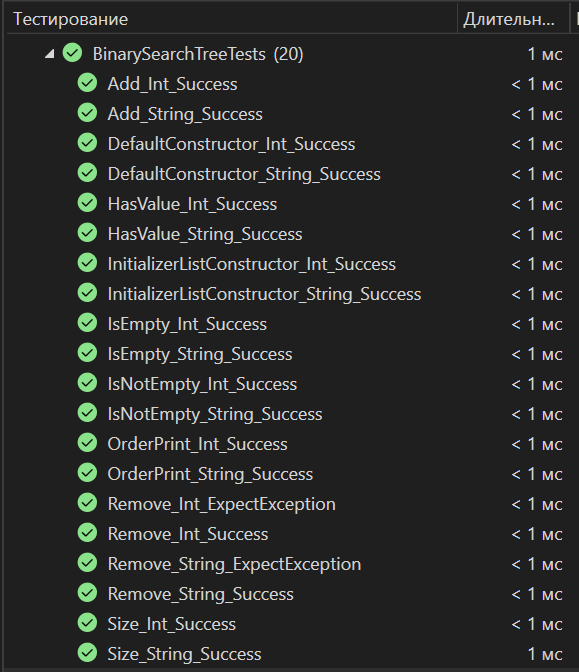 Тестирование Длительн...
BinarySearchTreeTests (20) 1 мс
Add_Int_Success < 1 мс
Add_String_Success < 1 мс
DefaultConstructor_Int_Success < 1 мс
DefaultConstructor_String_Success < 1 мс
HasValue_Int_Success < 1 мс
HasValue_String_Success < 1 мс
InitializerListConstructor_Int_Success < 1 мс
InitializerListConstructor_String_Success < 1 мс
IsEmpty_Int_Success < 1 мс
IsEmpty_String_Success < 1 мс
IsNotEmpty_Int_Success < 1 мс
IsNotEmpty_String_Success < 1 мс
OrderPrint_Int_Success < 1 мс
OrderPrint_String_Success < 1 мс
Remove_Int_ExpectException < 1 мс
Remove_Int_Success < 1 мс
Remove_String_ExpectException < 1 мс
Remove_String_Success < 1 мс
Size_Int_Success < 1 мс
Size_String_Success 1 мс